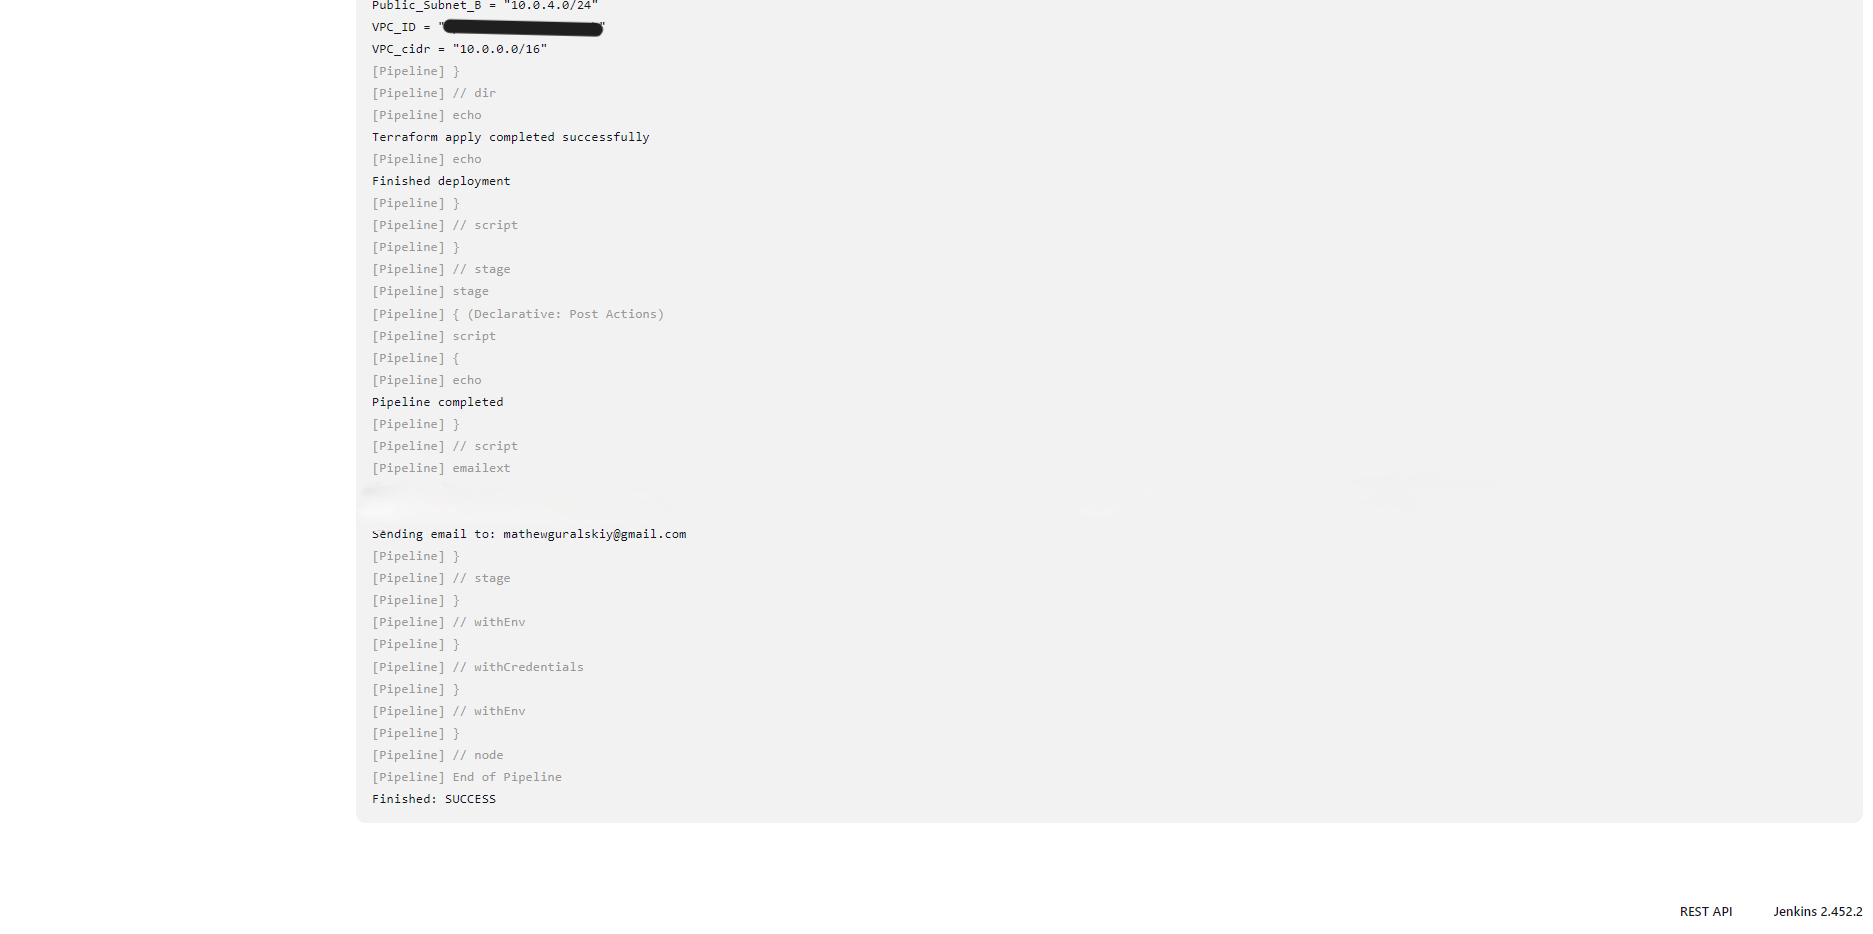 Public_Subnet_B = "10.0.4.0/24"
VPC_ID = " "
VPC_cidr = "10.0.0.0/16"
[Pipeline] }
[Pipeline] // dir
[Pipeline] echo
Terraform apply completed successfully
[Pipeline] echo
Finished deployment
[Pipeline] }
[Pipeline] // script
[Pipeline] }
[Pipeline] // stage
[Pipeline] stage
[Pipeline] { (Declarative: Post Actions)
[Pipeline] script
[Pipeline] {
[Pipeline] echo
Pipeline completed
[Pipeline] }
[Pipeline] // script
[Pipeline] emailext
Sending email to: mathewguralskiy@gmail.com
[Pipeline] }
[Pipeline] // stage
[Pipeline] }
[Pipeline] // withEnv
[Pipeline] }
[Pipeline] // withCredentials
[Pipeline] }
[Pipeline] // withEnv
[Pipeline] }
[Pipeline] // node
[Pipeline] End of Pipeline
Finished: SUCCESS
REST API Jenkins 2.452.2